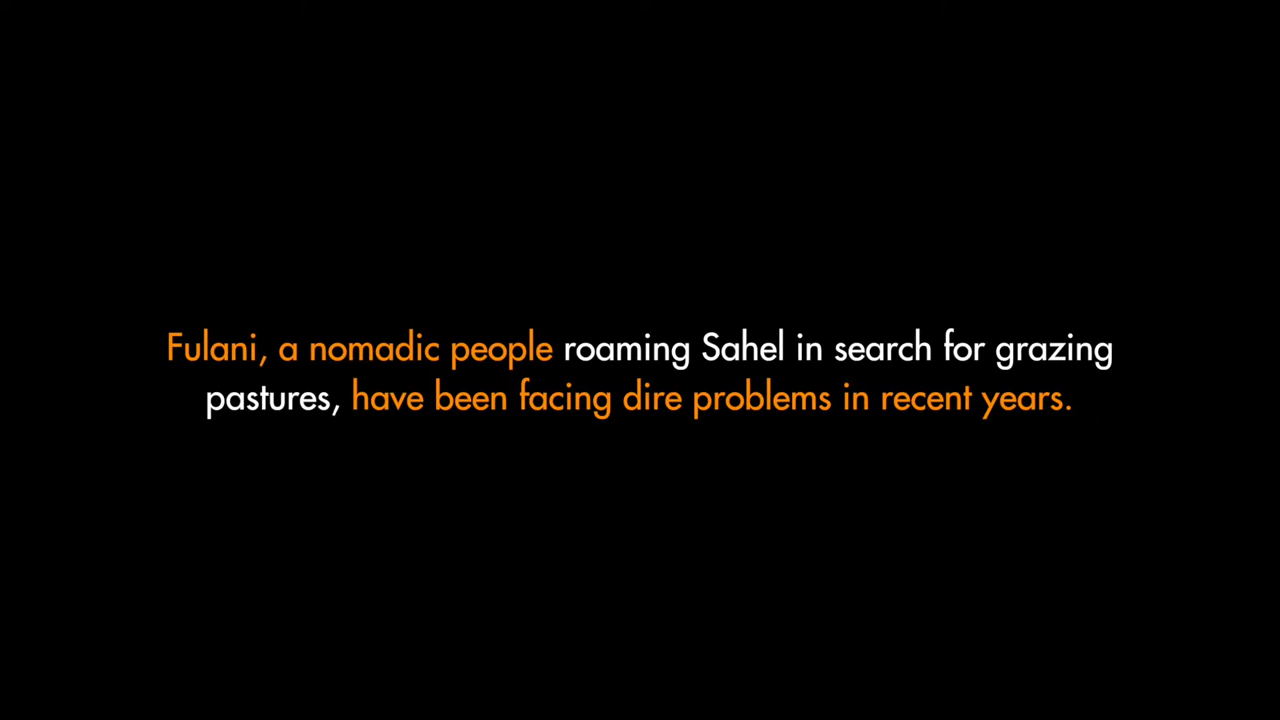 Fulani, a nomadic people roaming Sahel in search for grazing
pastures, have been facing dire problems in recent years.